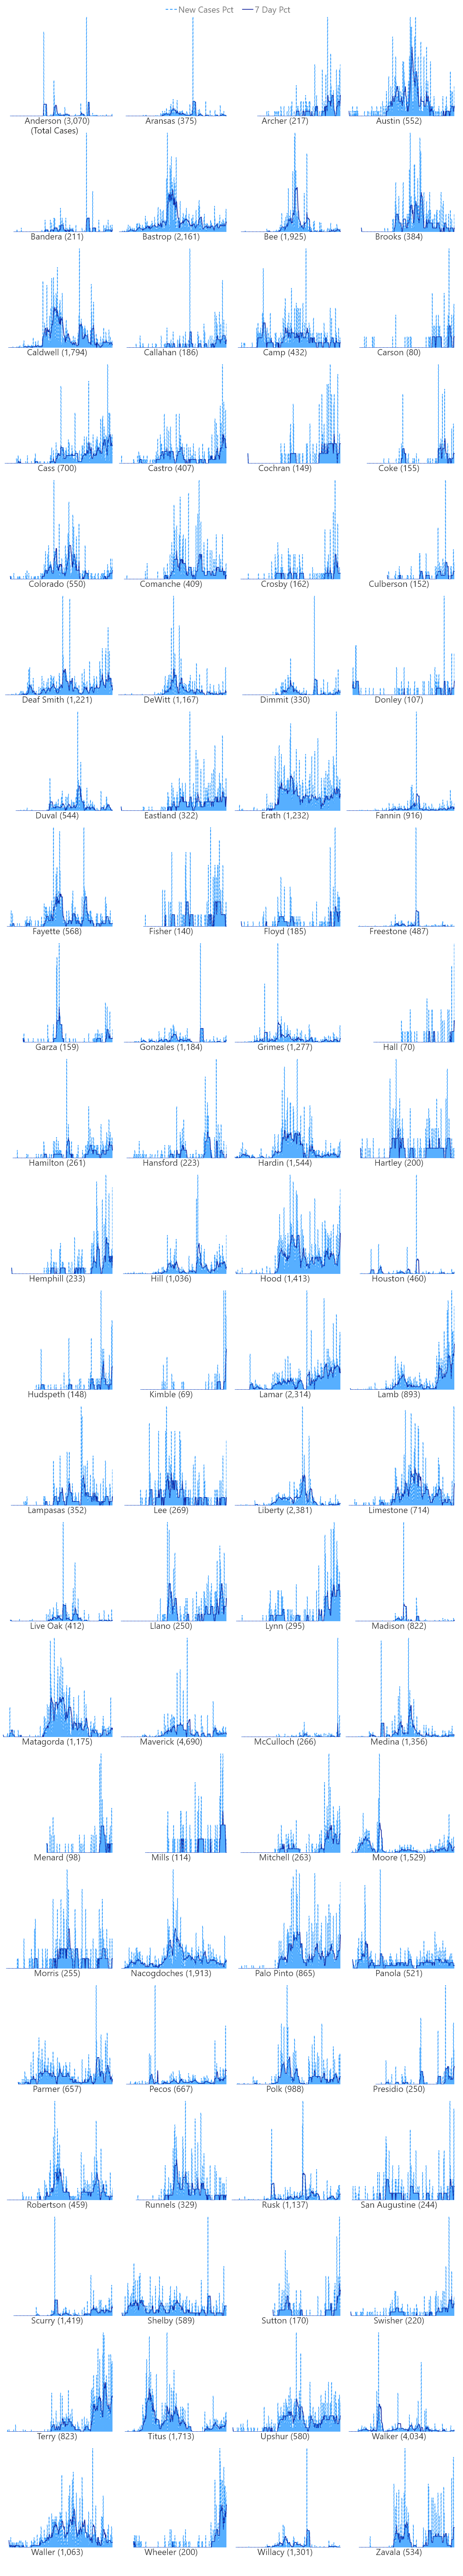 New Cases Pct 7 Day Pct
Anderson (3,070) Aransas (375) Archer (217) Austin (552)
(Total Cases)
Bandera (211) Bastrop (2,161) Bee (1,925) Brooks (384)
Caldwell (1,794) Callahan (186) Camp (432) Carson (80)
Cass (700) Castro (407) Cochran (149) Coke (155)
Colorado (550) Comanche (409) Crosby (162) Culberson (152)
Deaf Smith (1,221) DeWitt (1,167) Dimmit (330) Donley (107)
Duval (544) Eastland (322) Erath (1,232) Fannin (916)
Fayette (568) Fisher (140) Floyd (185) Freestone (487)
Garza (159) Gonzales (1,184) Grimes (1,277) Hall (70)
Hamilton (261) Hansford (223) Hardin (1,544) Hartley (200)
Hemphill (233) Hill (1,036) Hood (1,413) Houston (460)
Hudspeth (148) Kimble (69) Lamar (2,314) Lamb (893)
Lampasas (352) Lee (269) Liberty (2,381) Limestone (714)
Live Oak (412) Llano (250) Lynn (295) Madison (822)
Matagorda (1,175) Maverick (4,690) McCulloch (266) Medina (1,356)
Menard (98) Mills (114) Mitchell (263) Moore (1,529)
Morris (255) Nacogdoches (1,913) Palo Pinto (865) Panola (521)
Parmer (657) Pecos (667) Polk (988) Presidio (250)
Robertson (459) Runnels (329) Rusk (1,137) San Augustine (244)
Scurry (1,419) Shelby (589) Sutton (170) Swisher (220)
Terry (823) Titus (1,713) Upshur (580) Walker (4,034)
Waller (1,063) Wheeler (200) Willacy (1,301) Zavala (534)